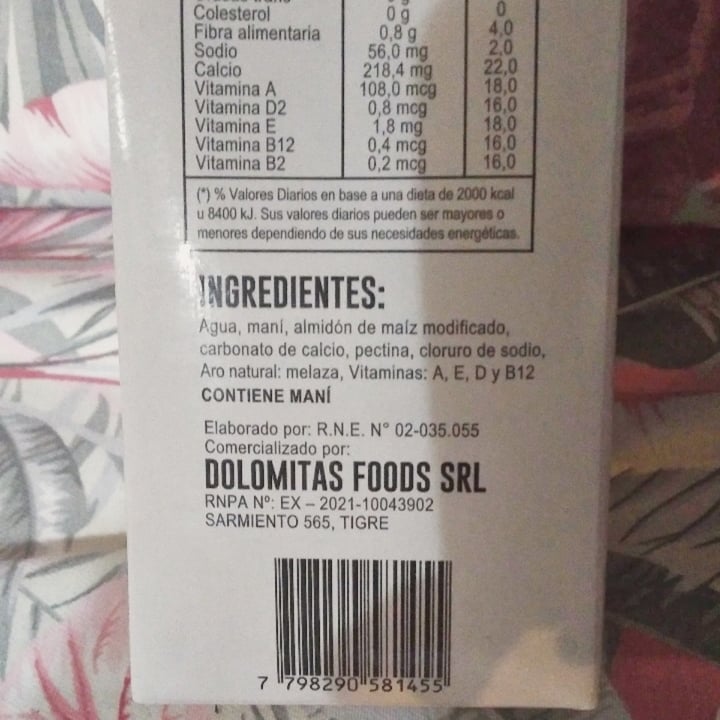 Colesterol 0 g 0
Fibra alimentaria 0,8 g 4,0
Sodio 56,0 mg 2,0
Calcio 218,4 mg 22,0
Vitamina A 108,0 mcg 18,0
Vitamina D2 0,8 mcg 16,0
Vitamina E 1,8 mg 18,0
Vitamina B12 0,4 mcg 16,0
Vitamina B2 0,2 mcg 16,0
(*) % Valores Diarios en base a una dieta de 2000 kcal
u 8400 kJ. Sus valores diarios pueden ser mayores o
menores dependiendo de sus necesidades energéticas.
INGREDIENTES:
Agua, maní, almidón de maíz modificado,
carbonato de calcio, pectina, cloruro de sodio,
Aro natural: melaza, Vitaminas: A, E, D y B12
CONTIENE MANÍ
Elaborado por: R.N.E. N° 02-035.055
Comercializado por:
DOLOMITAS FOODS SRL
RNPA Nº: EX – 2021-10043902
SARMIENTO 565, TIGRE
7 798290 581455